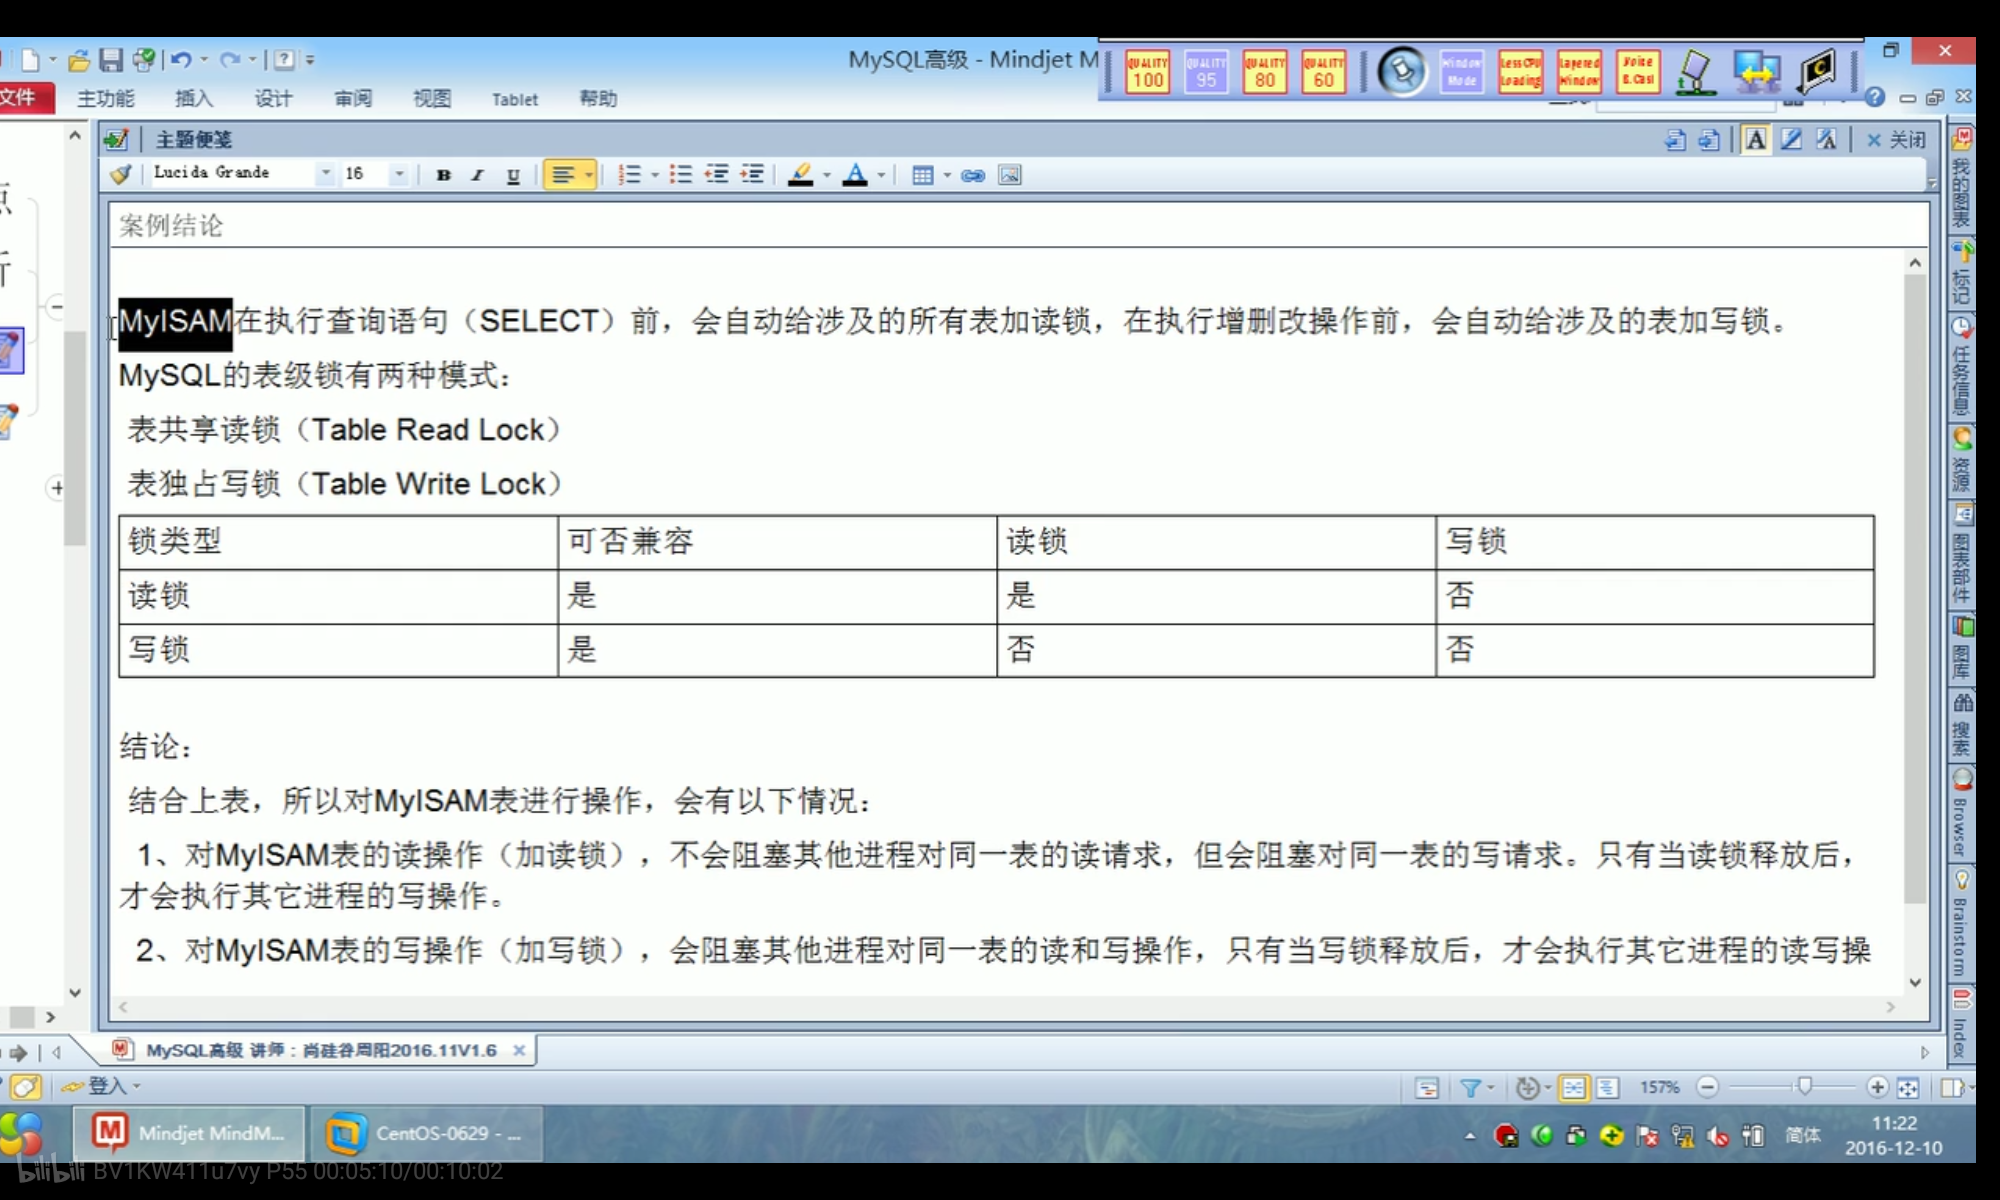 MySQL高级 - Mindjet M
QUALITY 100
QUALITY 95
QUALITY 80
QUALITY 60
Window Mode
Less CPU Loading
Layered Window
文件 主功能 插入 设计 审阅 视图 Tablet 帮助
主题便笺
关闭
Lucida Grande 16 B I U
案例结论
MyISAM在执行查询语句（SELECT）前，会自动给涉及的所有表加读锁，在执行增删改操作前，会自动给涉及的表加写锁。
MySQL的表级锁有两种模式：
表共享读锁（Table Read Lock）
表独占写锁（Table Write Lock）
锁类型 可否兼容 读锁 写锁
读锁 是 是 否
写锁 是 否 否
结论：
结合上表，所以对MyISAM表进行操作，会有以下情况：
1、对MyISAM表的读操作（加读锁），不会阻塞其他进程对同一表的读请求，但会阻塞对同一表的写请求。只有当读锁释放后，
才会执行其它进程的写操作。
2、对MyISAM表的写操作（加写锁），会阻塞其他进程对同一表的读和写操作，只有当写锁释放后，才会执行其它进程的读写操
我的图表
标记
任务信息
资源
图表部件
图库
搜索
Browser
Brainstorm
Index
MySQL高级 讲师：尚硅谷周阳2016.11V1.6
登入
157%
Mindjet MindM...
CentOS-0629 - ...
简体
11:22
2016-12-10
bilibili BV1KW411u7vy P55 00:05:10/00:10:02